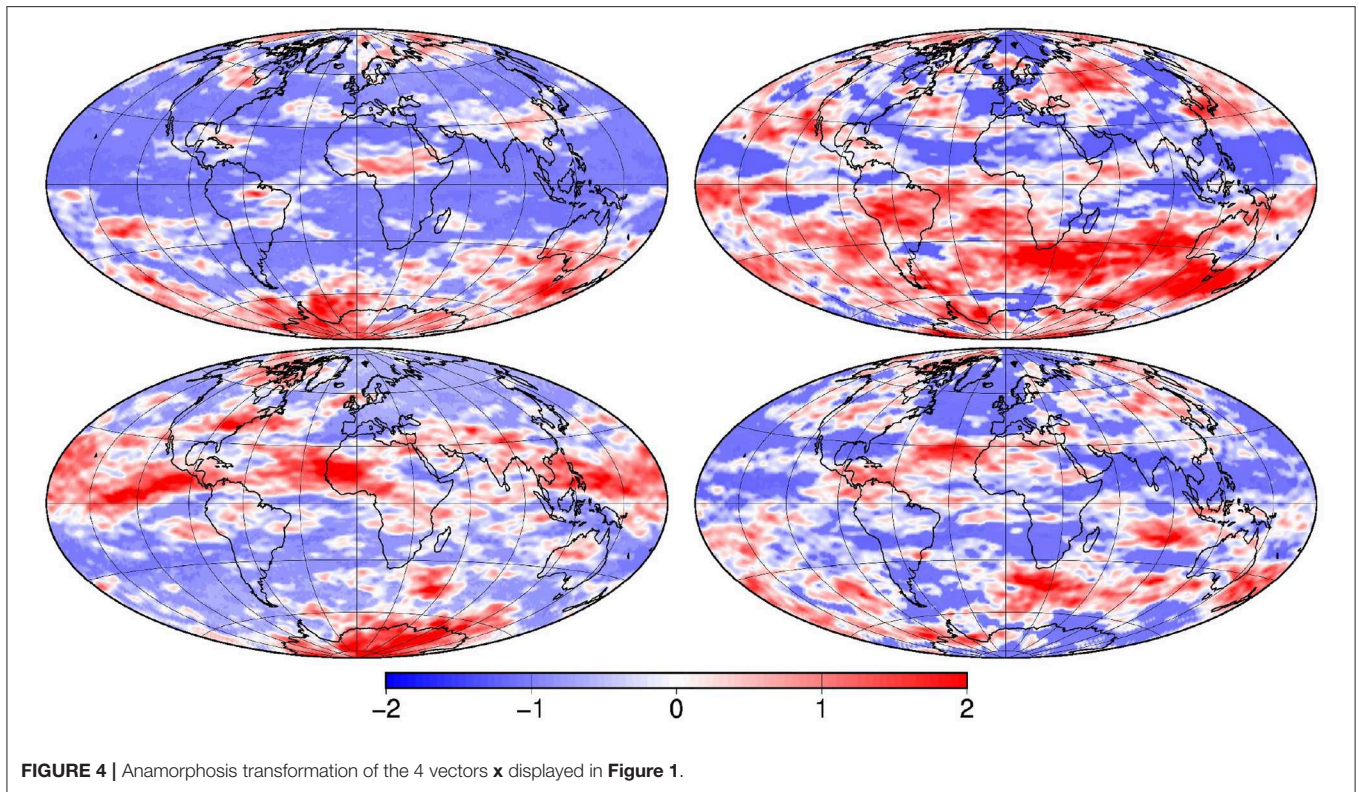 −2 −1 0 1 2
FIGURE 4 | Anamorphosis transformation of the 4 vectors x displayed in Figure 1.